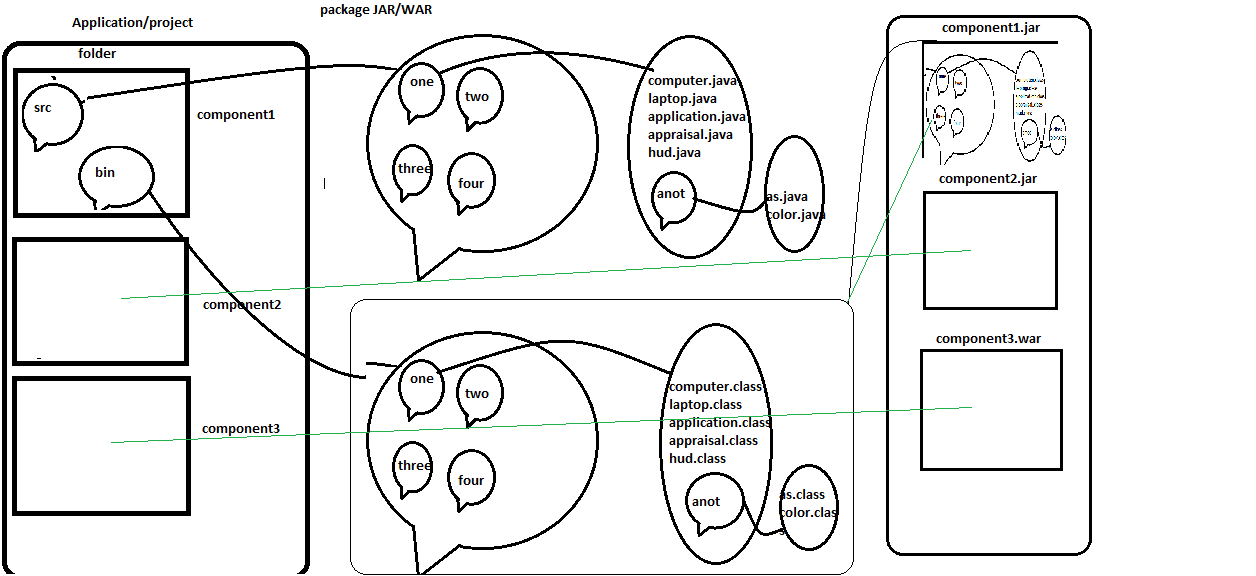 package JAR/WAR
Application/project
folder
src
bin
component1
component2
component3
one
two
three
four
computer.java
laptop.java
application.java
appraisal.java
hud.java
anot
as.java
color.java
one
two
three
four
computer.class
laptop.class
application.class
appraisal.class
hud.class
anot
as.class
color.clas
s
component1.jar
component2.jar
component3.war